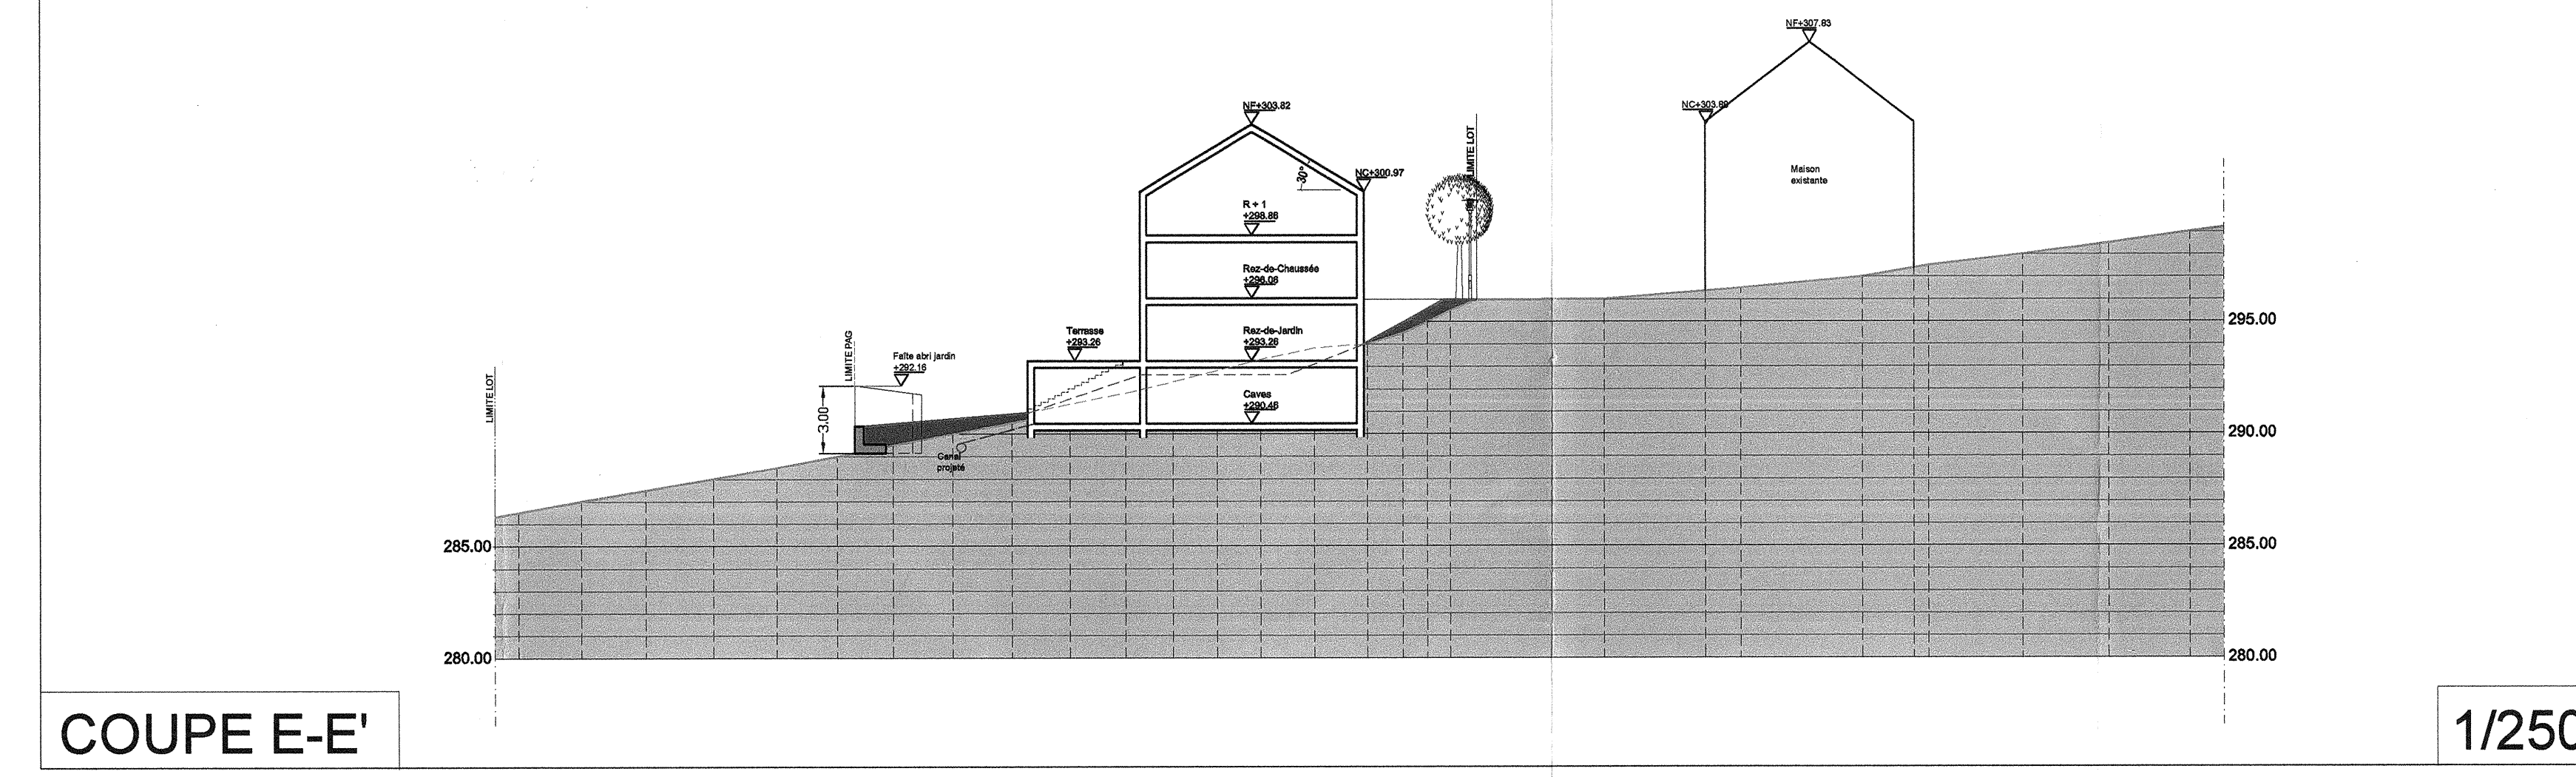 NF+307.83
NF+303.82
NC+303.89
LIMITE LOT
NC+300.97
~30°
Maison
existante
R + 1
+298.86
Rez-de-Chaussée
+296.06
Terrasse
+293.26
Rez-de-Jardin
+293.26
295.00
LIMITE PAG
Faîte abri jardin
+292.16
LIMITE LOT
3.00
Caves
+290.46
290.00
Canal
projeté
285.00
285.00
280.00
280.00
COUPE E-E'
1/250